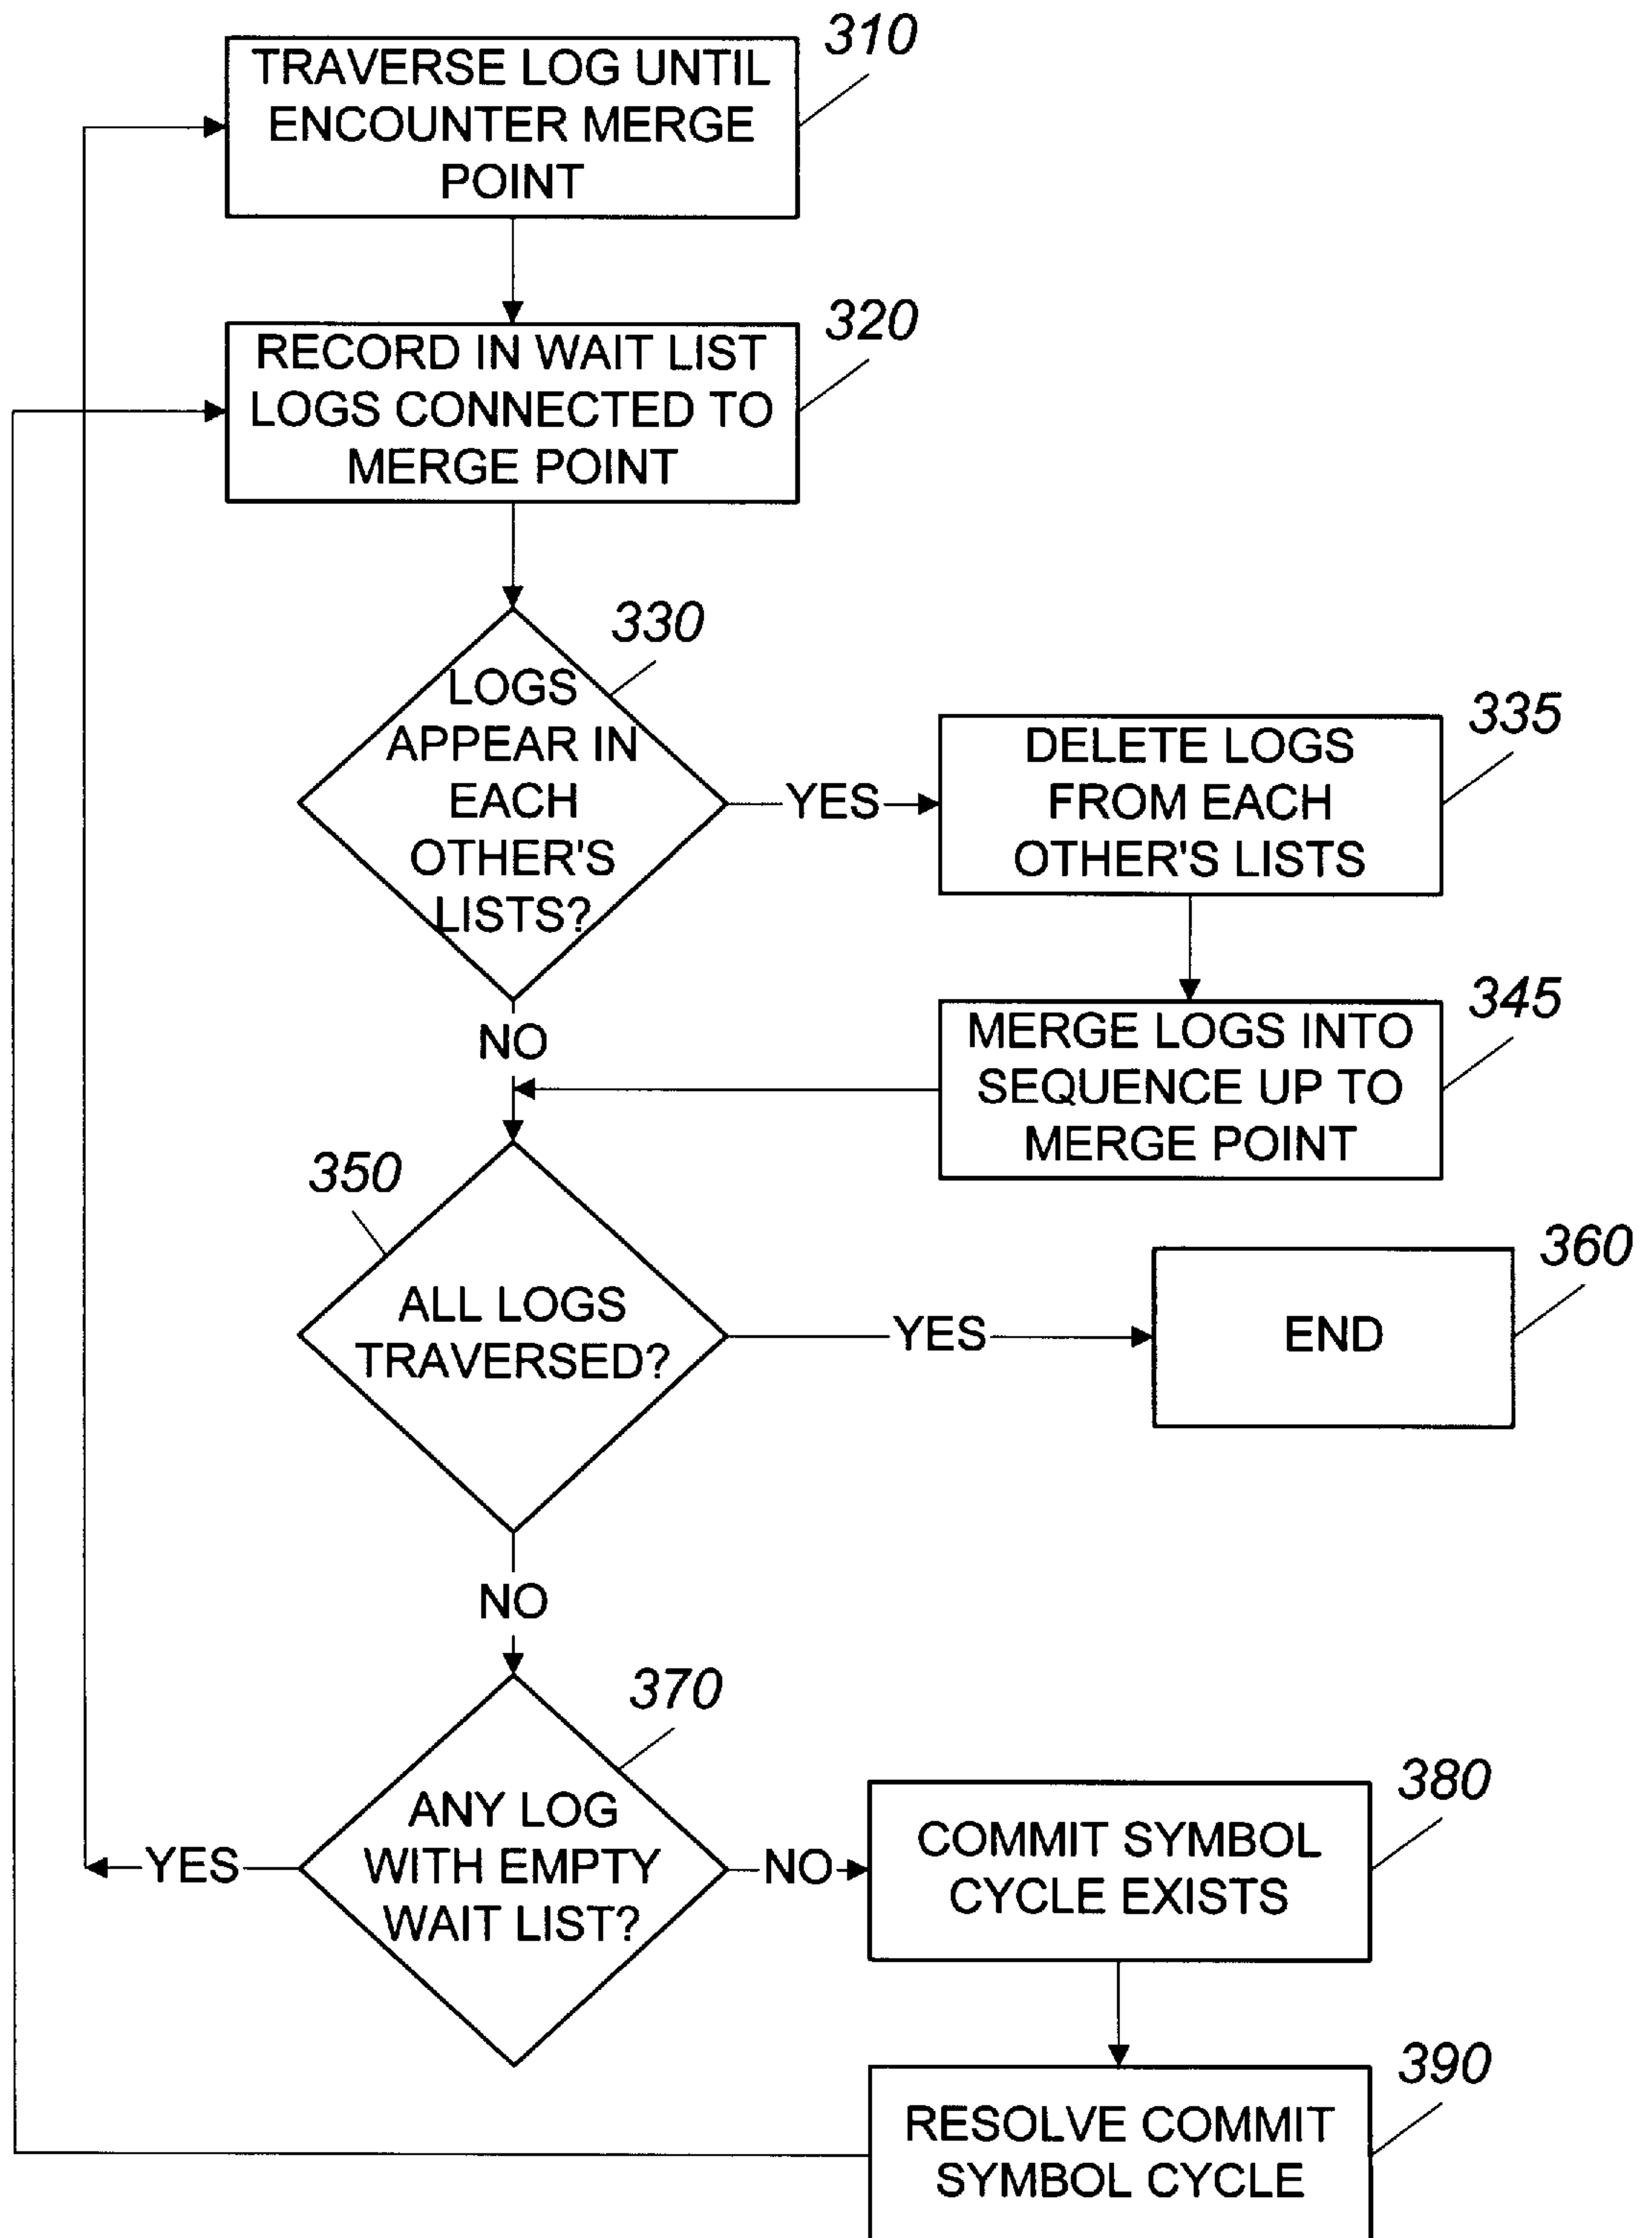 310
TRAVERSE LOG UNTIL
ENCOUNTER MERGE
POINT
320
RECORD IN WAIT LIST
LOGS CONNECTED TO
MERGE POINT
330
LOGS
APPEAR IN
EACH
OTHER'S
LISTS?
YES
335
DELETE LOGS
FROM EACH
OTHER'S LISTS
NO
345
MERGE LOGS INTO
SEQUENCE UP TO
MERGE POINT
350
ALL LOGS
TRAVERSED?
YES
360
END
NO
370
ANY LOG
WITH EMPTY
WAIT LIST?
YES
NO
380
COMMIT SYMBOL
CYCLE EXISTS
390
RESOLVE COMMIT
SYMBOL CYCLE